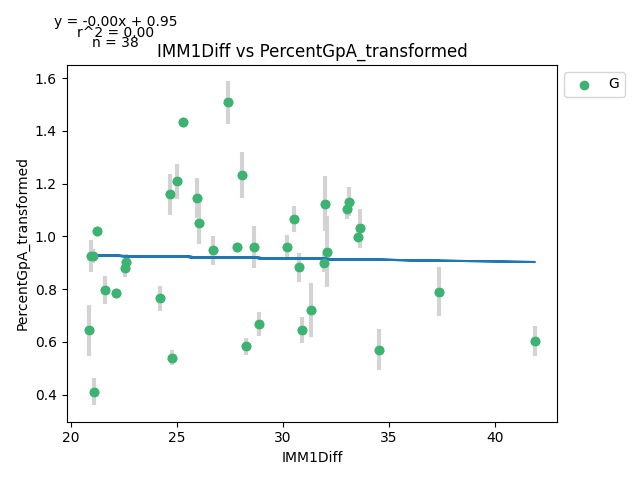 y = -0.00x + 0.95
r^2 = 0.00
n = 38
IMM1Diff vs PercentGpA_transformed
G
1.6
1.4
1.2
1.0
0.8
0.6
0.4
PercentGpA_transformed
20 25 30 35 40
IMM1Diff